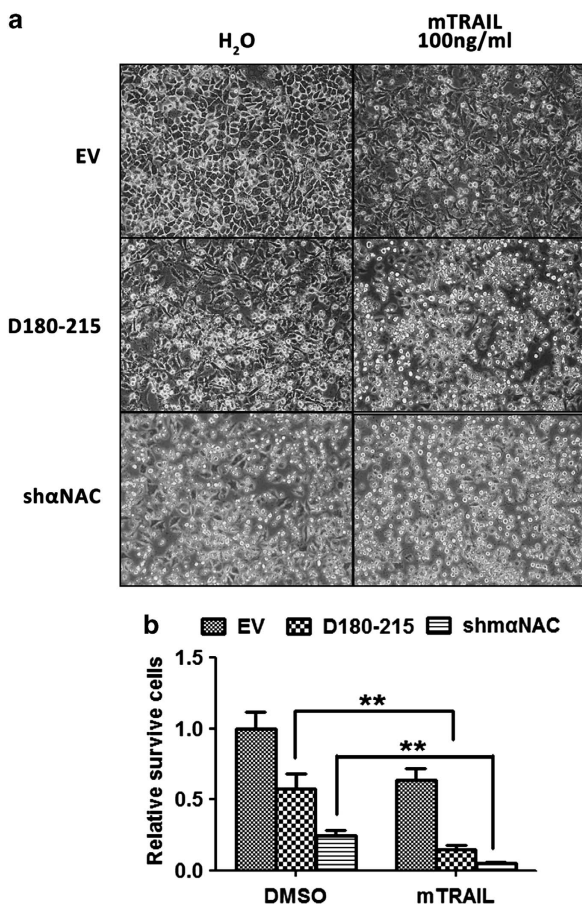 a
H₂O
mTRAIL
100ng/ml
EV
D180-215
shαNAC
b
EV D180-215 shmαNAC
Relative survive cells
1.5
1.0
0.5
0.0
**
**
DMSO mTRAIL